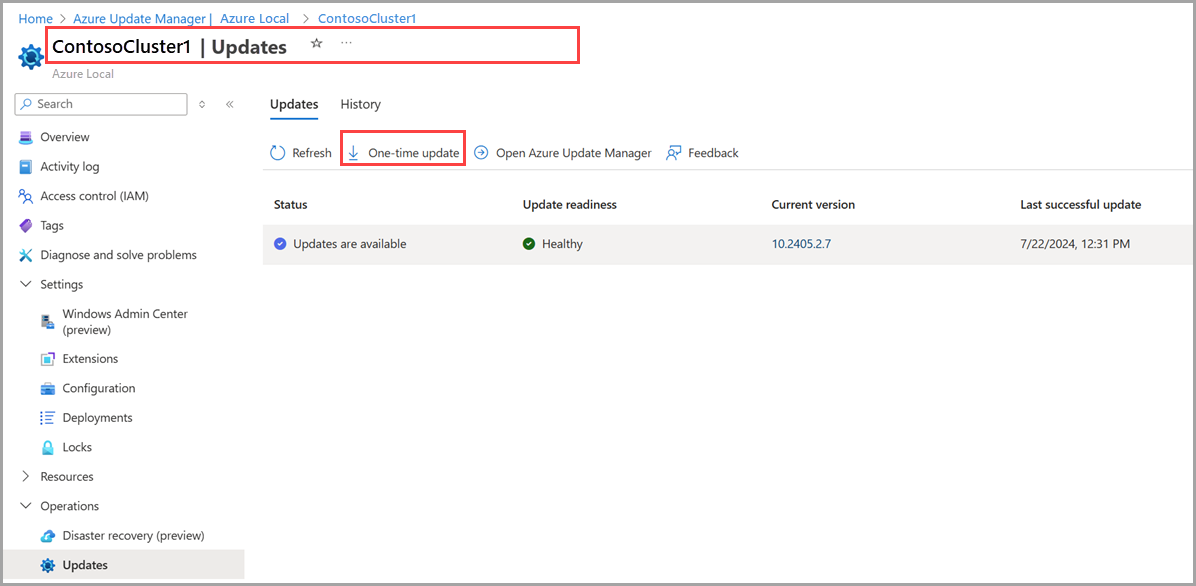 Home > Azure Update Manager | Azure Local > ContosoCluster1
ContosoCluster1 | Updates ☆ ...
Azure Local
Search
Overview
Activity log
Access control (IAM)
Tags
Diagnose and solve problems
Settings
Windows Admin Center
(preview)
Extensions
Configuration
Deployments
Locks
Resources
Operations
Disaster recovery (preview)
Updates
Updates History
Refresh One-time update Open Azure Update Manager Feedback
Status Update readiness Current version Last successful update
Updates are available Healthy 10.2405.2.7 7/22/2024, 12:31 PM